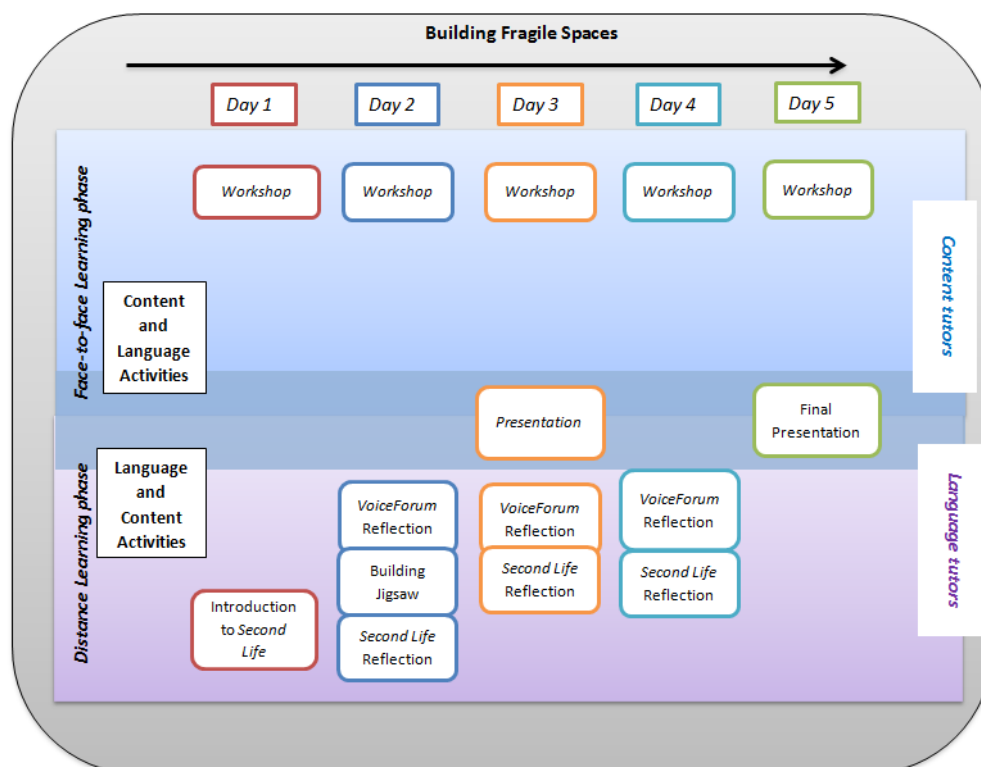 Building Fragile Spaces
Day 1
Day 2
Day 3
Day 4
Day 5
Face-to-face Learning phase
Workshop
Workshop
Workshop
Workshop
Workshop
Content tutors
Content
and
Language
Activities
Presentation
Final
Presentation
Distance Learning phase
Language
and
Content
Activities
Language tutors
Introduction
to Second
Life
VoiceForum
Reflection
Building
Jigsaw
Second Life
Reflection
VoiceForum
Reflection
Second Life
Reflection
VoiceForum
Reflection
Second Life
Reflection